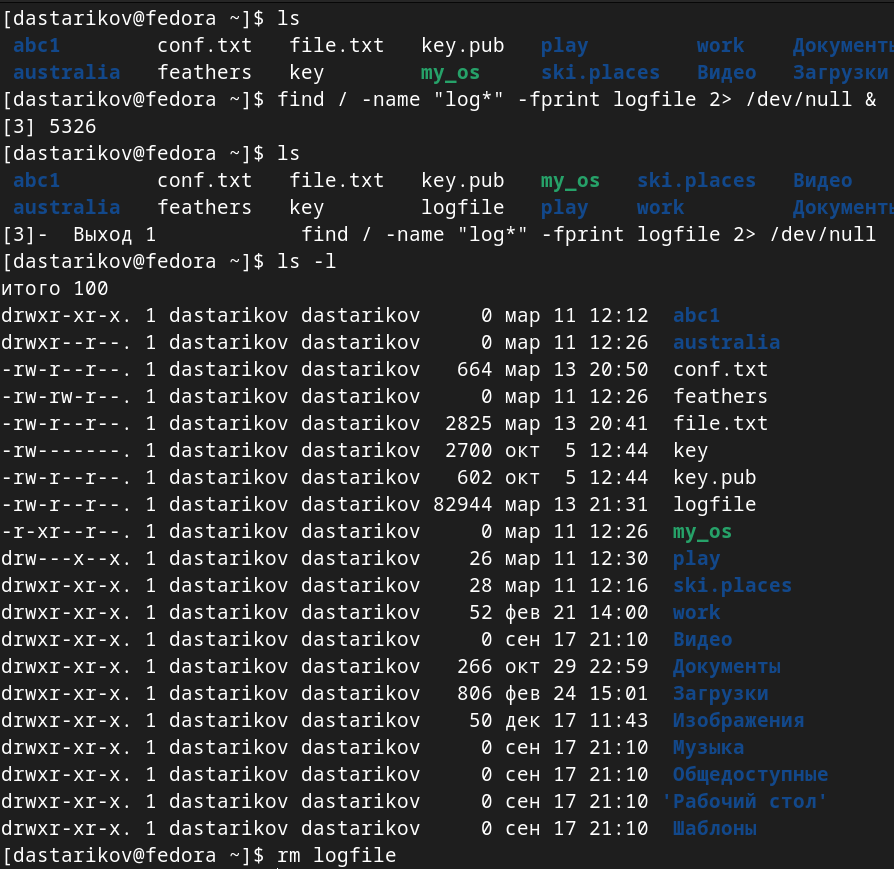 [dastarikov@fedora ~]$ ls
abc1 conf.txt file.txt key.pub play work
australia feathers key my_os ski.places Видео Загрузки
[dastarikov@fedora ~]$ find / -name "log*" -fprint logfile 2> /dev/null &
[3] 5326
[dastarikov@fedora ~]$ ls
abc1 conf.txt file.txt key.pub my_os ski.places Видео
australia feathers key logfile play work
[3]- Выход 1 find / -name "log*" -fprint logfile 2> /dev/null
[dastarikov@fedora ~]$ ls -l
итого 100
drwxr-xr-x. 1 dastarikov dastarikov 0 мар 11 12:12 abc1
drwxr--r--. 1 dastarikov dastarikov 0 мар 11 12:26 australia
-rw-r--r--. 1 dastarikov dastarikov 664 мар 13 20:50 conf.txt
-rw-rw-r--. 1 dastarikov dastarikov 0 мар 11 12:26 feathers
-rw-r--r--. 1 dastarikov dastarikov 2825 мар 13 20:41 file.txt
-rw-------. 1 dastarikov dastarikov 2700 окт 5 12:44 key
-rw-r--r--. 1 dastarikov dastarikov 602 окт 5 12:44 key.pub
-rw-r--r--. 1 dastarikov dastarikov 82944 мар 13 21:31 logfile
-r-xr--r--. 1 dastarikov dastarikov 0 мар 11 12:26 my_os
drw---x--x. 1 dastarikov dastarikov 26 мар 11 12:30 play
drwxr-xr-x. 1 dastarikov dastarikov 28 мар 11 12:16 ski.places
drwxr-xr-x. 1 dastarikov dastarikov 52 фев 21 14:00 work
drwxr-xr-x. 1 dastarikov dastarikov 0 сен 17 21:10 Видео
drwxr-xr-x. 1 dastarikov dastarikov 266 окт 29 22:59 Документы
drwxr-xr-x. 1 dastarikov dastarikov 806 фев 24 15:01 Загрузки
drwxr-xr-x. 1 dastarikov dastarikov 50 дек 17 11:43 Изображения
drwxr-xr-x. 1 dastarikov dastarikov 0 сен 17 21:10 Музыка
drwxr-xr-x. 1 dastarikov dastarikov 0 сен 17 21:10 Общедоступные
drwxr-xr-x. 1 dastarikov dastarikov 0 сен 17 21:10 'Рабочий стол'
drwxr-xr-x. 1 dastarikov dastarikov 0 сен 17 21:10 Шаблоны
[dastarikov@fedora ~]$ rm logfile